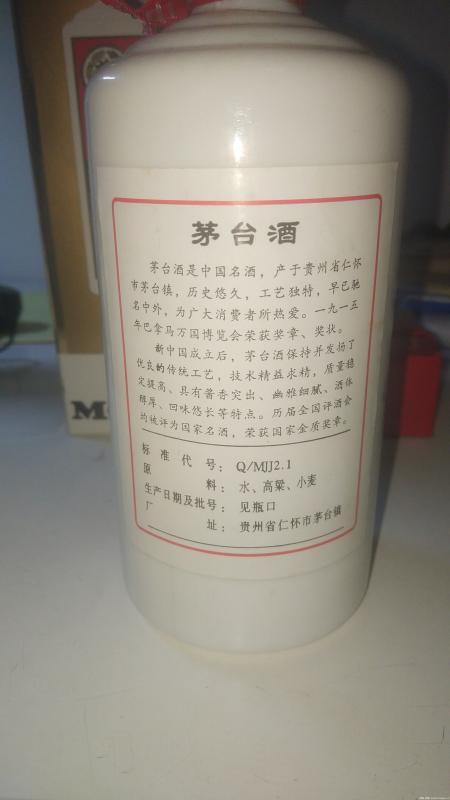 茅台酒
茅台酒是中国名酒，产于贵州省仁怀
市茅台镇，历史悠久，工艺独特，早已驰
名中外，为广大消费者所热爱。一九一五
年巴拿马万国博览会荣获奖章、奖状。
新中国成立后，茅台酒保持并发扬了
优良的传统工艺，技术精益求精，质量稳
定提高、具有酱香突出、幽雅细腻、酒体
醇厚、回味悠长等特点。历届全国评酒会
均被评为国家名酒，荣获国家金质奖章。
标准代号：Q/MJJ2.1
原料：水、高粱、小麦
生产日期及批号：见瓶口
厂址：贵州省仁怀市茅台镇
M